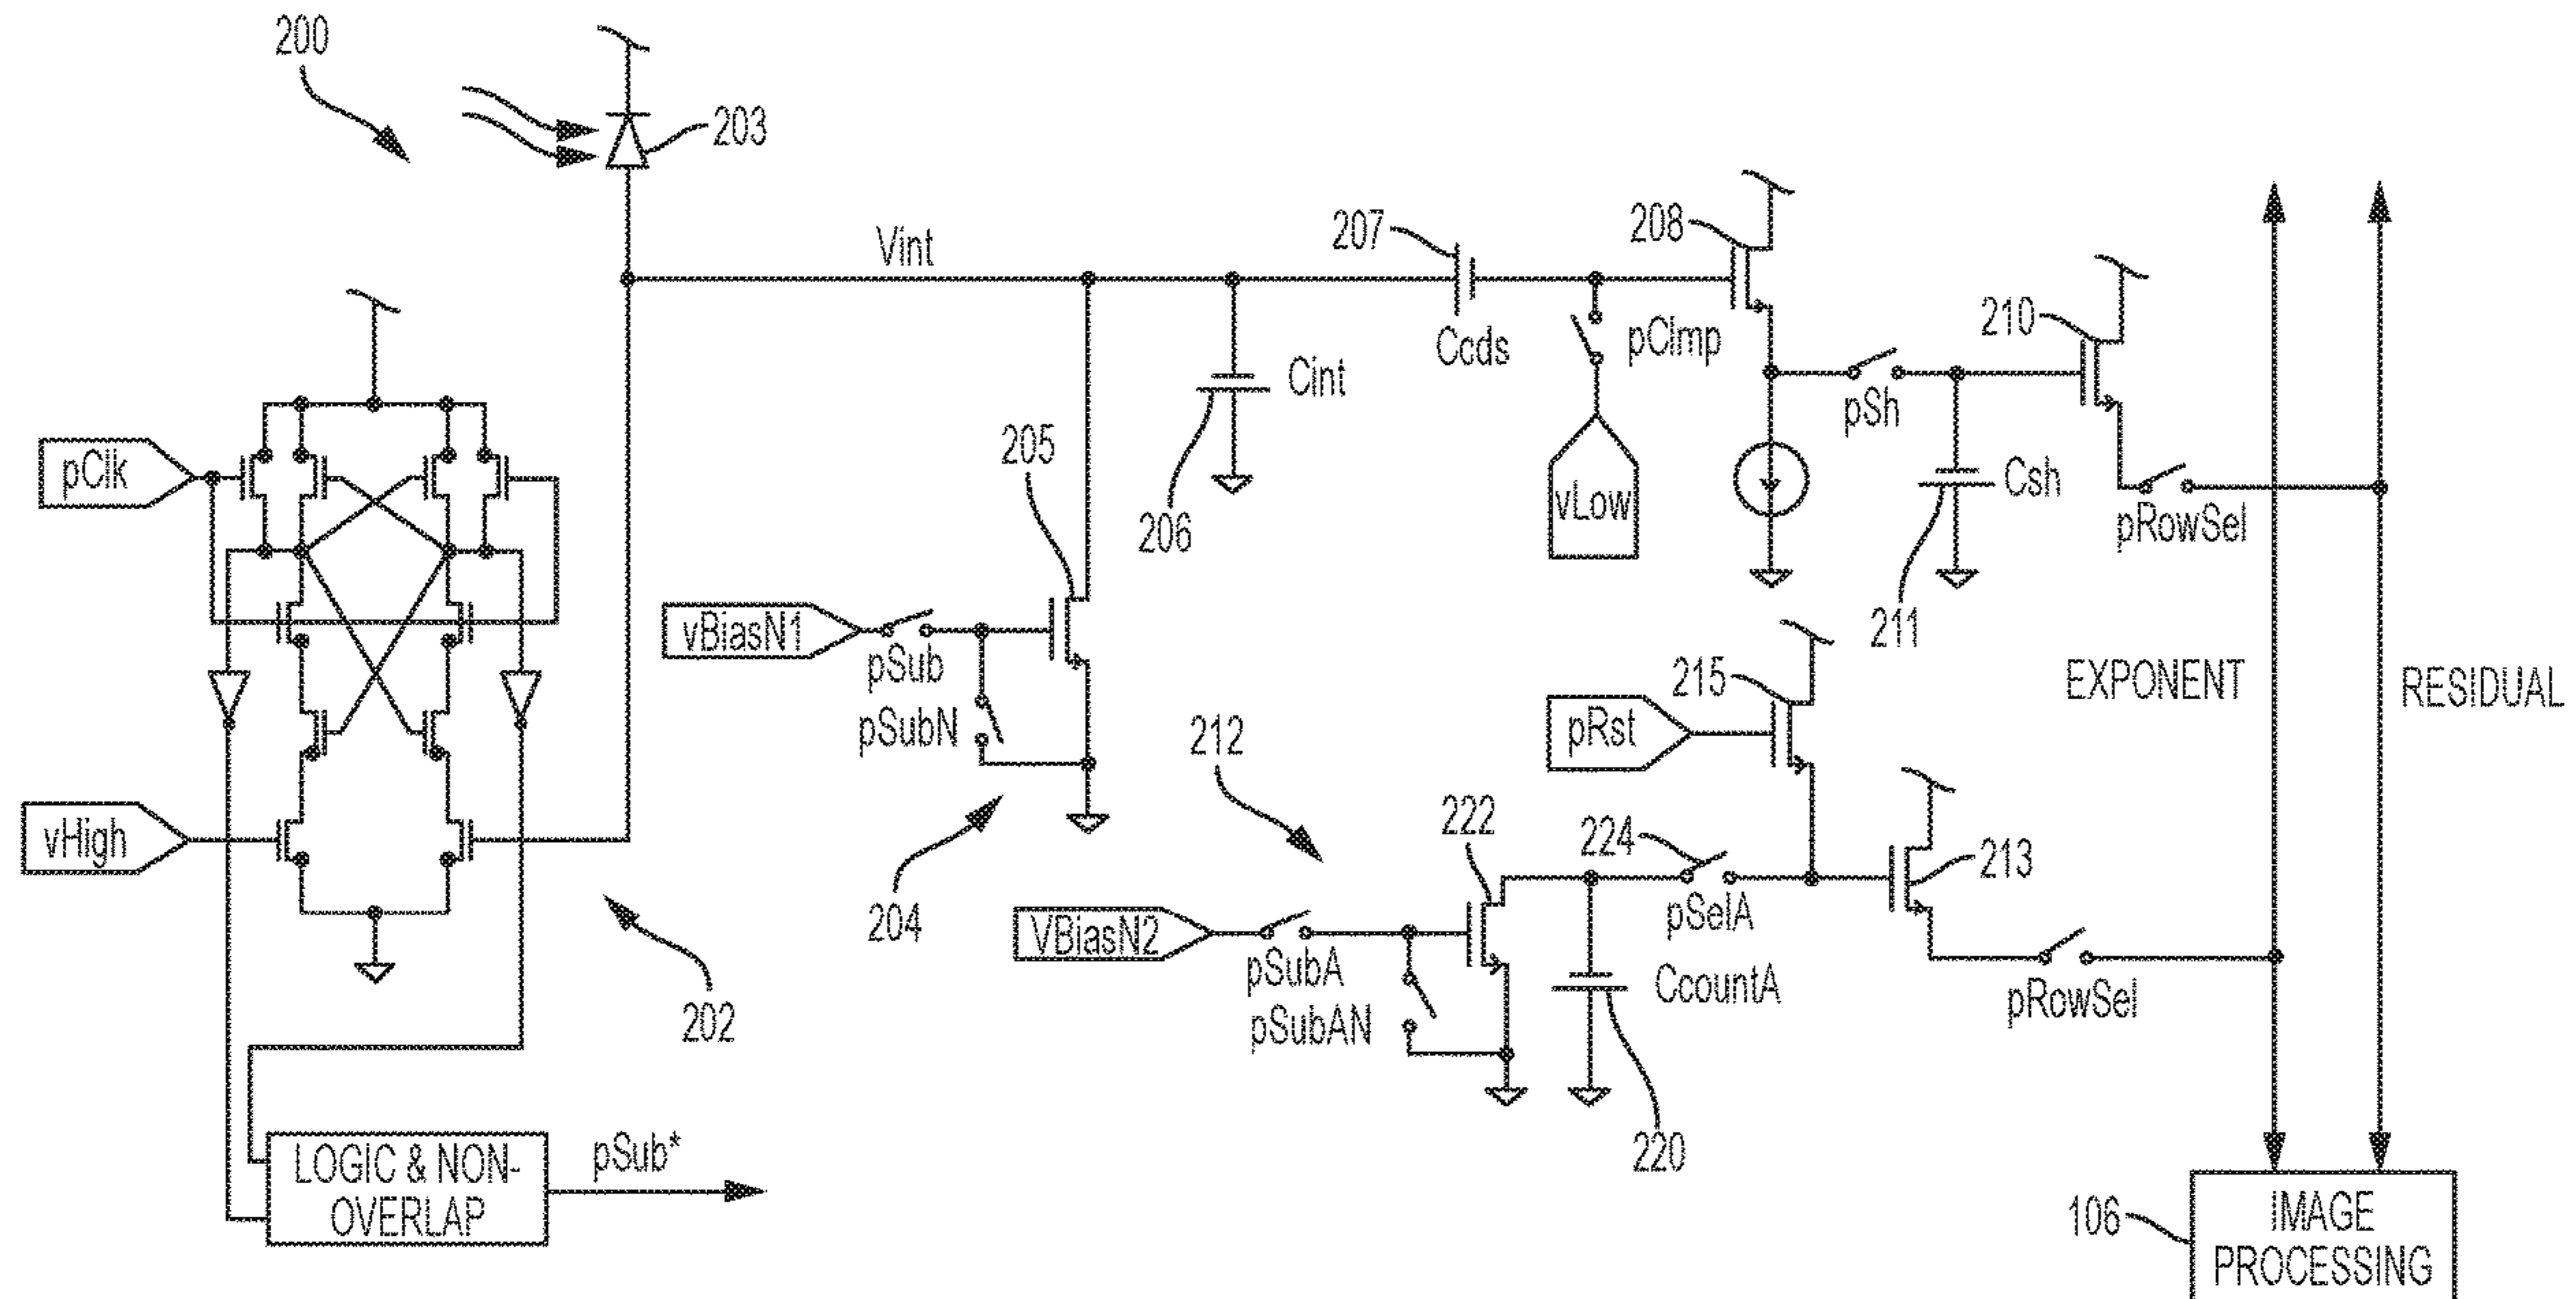 200
203
Vint
207
208
Ccds
pClmp
210
Cint
206
pClk
205
vLow
pSh
Csh
211
pRowSel
vBiasN1
pSub
pSubN
204
212
215
pRst
EXPONENT
RESIDUAL
vHigh
202
222
224
213
VBiasN2
pSubA
pSubAN
pSelA
CcountA
220
pRowSel
LOGIC & NON-
OVERLAP
pSub*
106
IMAGE
PROCESSING